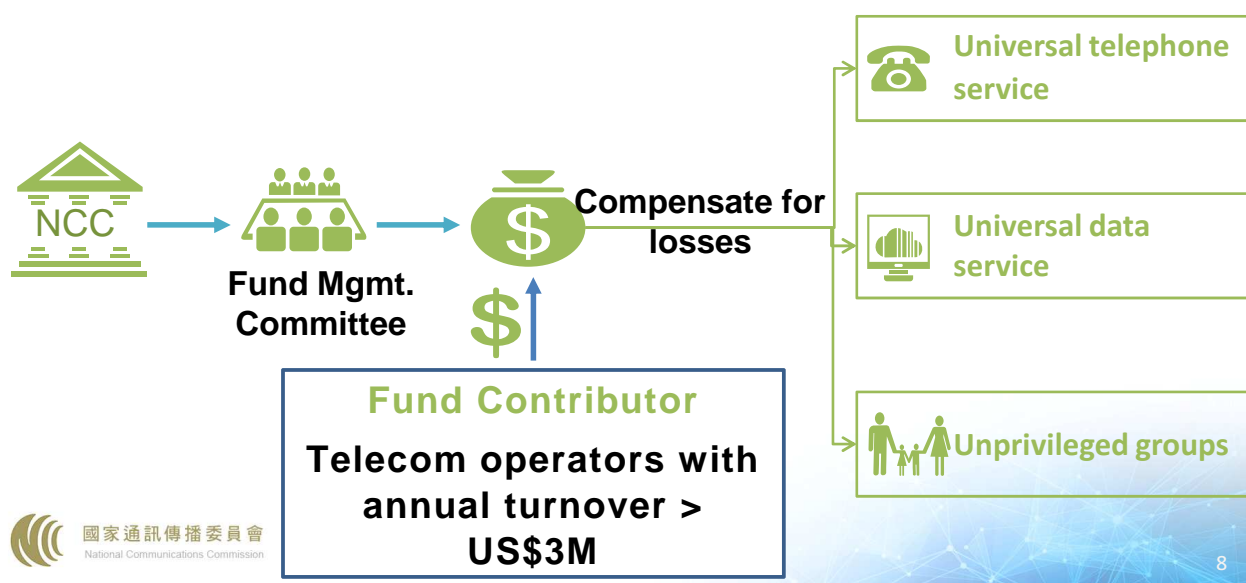 NCC
Fund Mgmt.
Committee
$
$
Compensate for
losses
Fund Contributor
Telecom operators with
annual turnover >
US$3M
Universal telephone
service
Universal data
service
Unprivileged groups
國家通訊傳播委員會
National Communications Commission
8